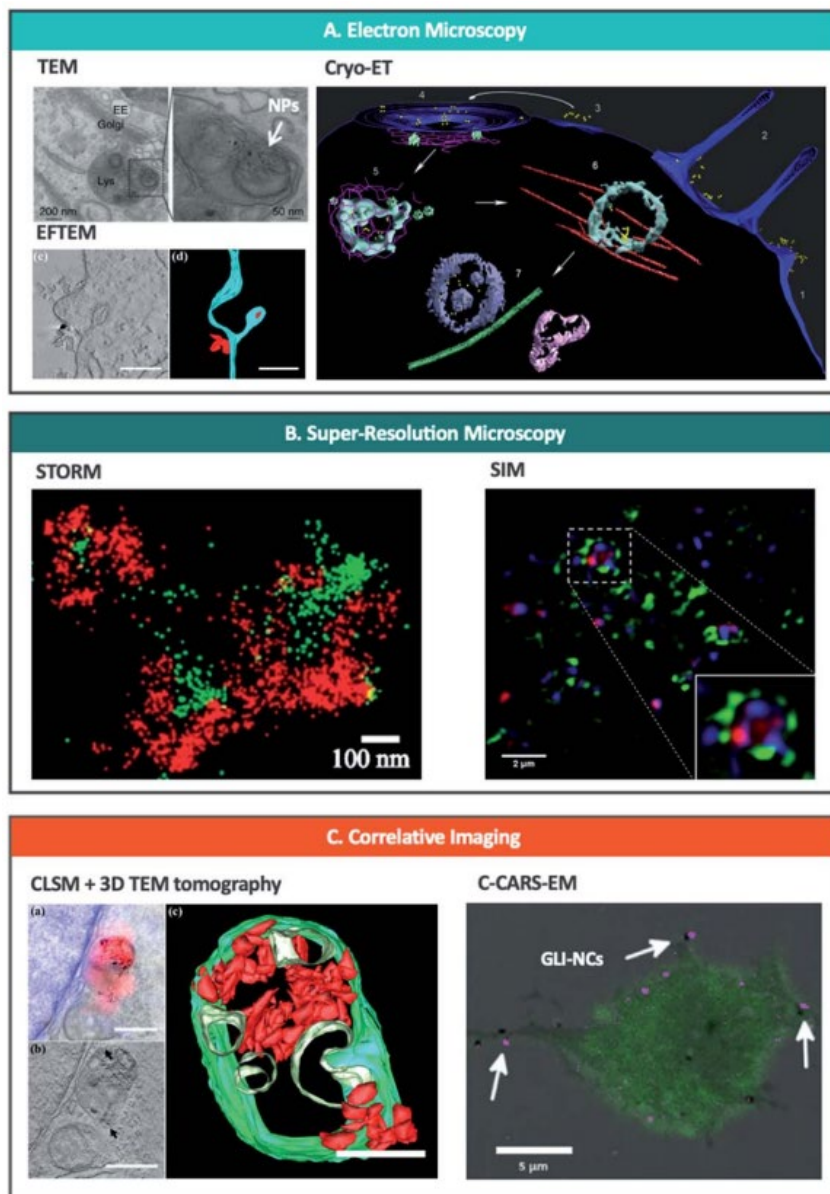 A. Electron Microscopy
TEM
EE
Golgi
Lys
200 nm
NPs
50 nm
EFTEM
(c)
(d)
Cryo-ET
4
3
2
5
6
7
1
B. Super-Resolution Microscopy
STORM
100 nm
SIM
2 µm
C. Correlative Imaging
CLSM + 3D TEM tomography
(a)
(b)
(c)
C-CARS-EM
GLI-NCs
5 µm